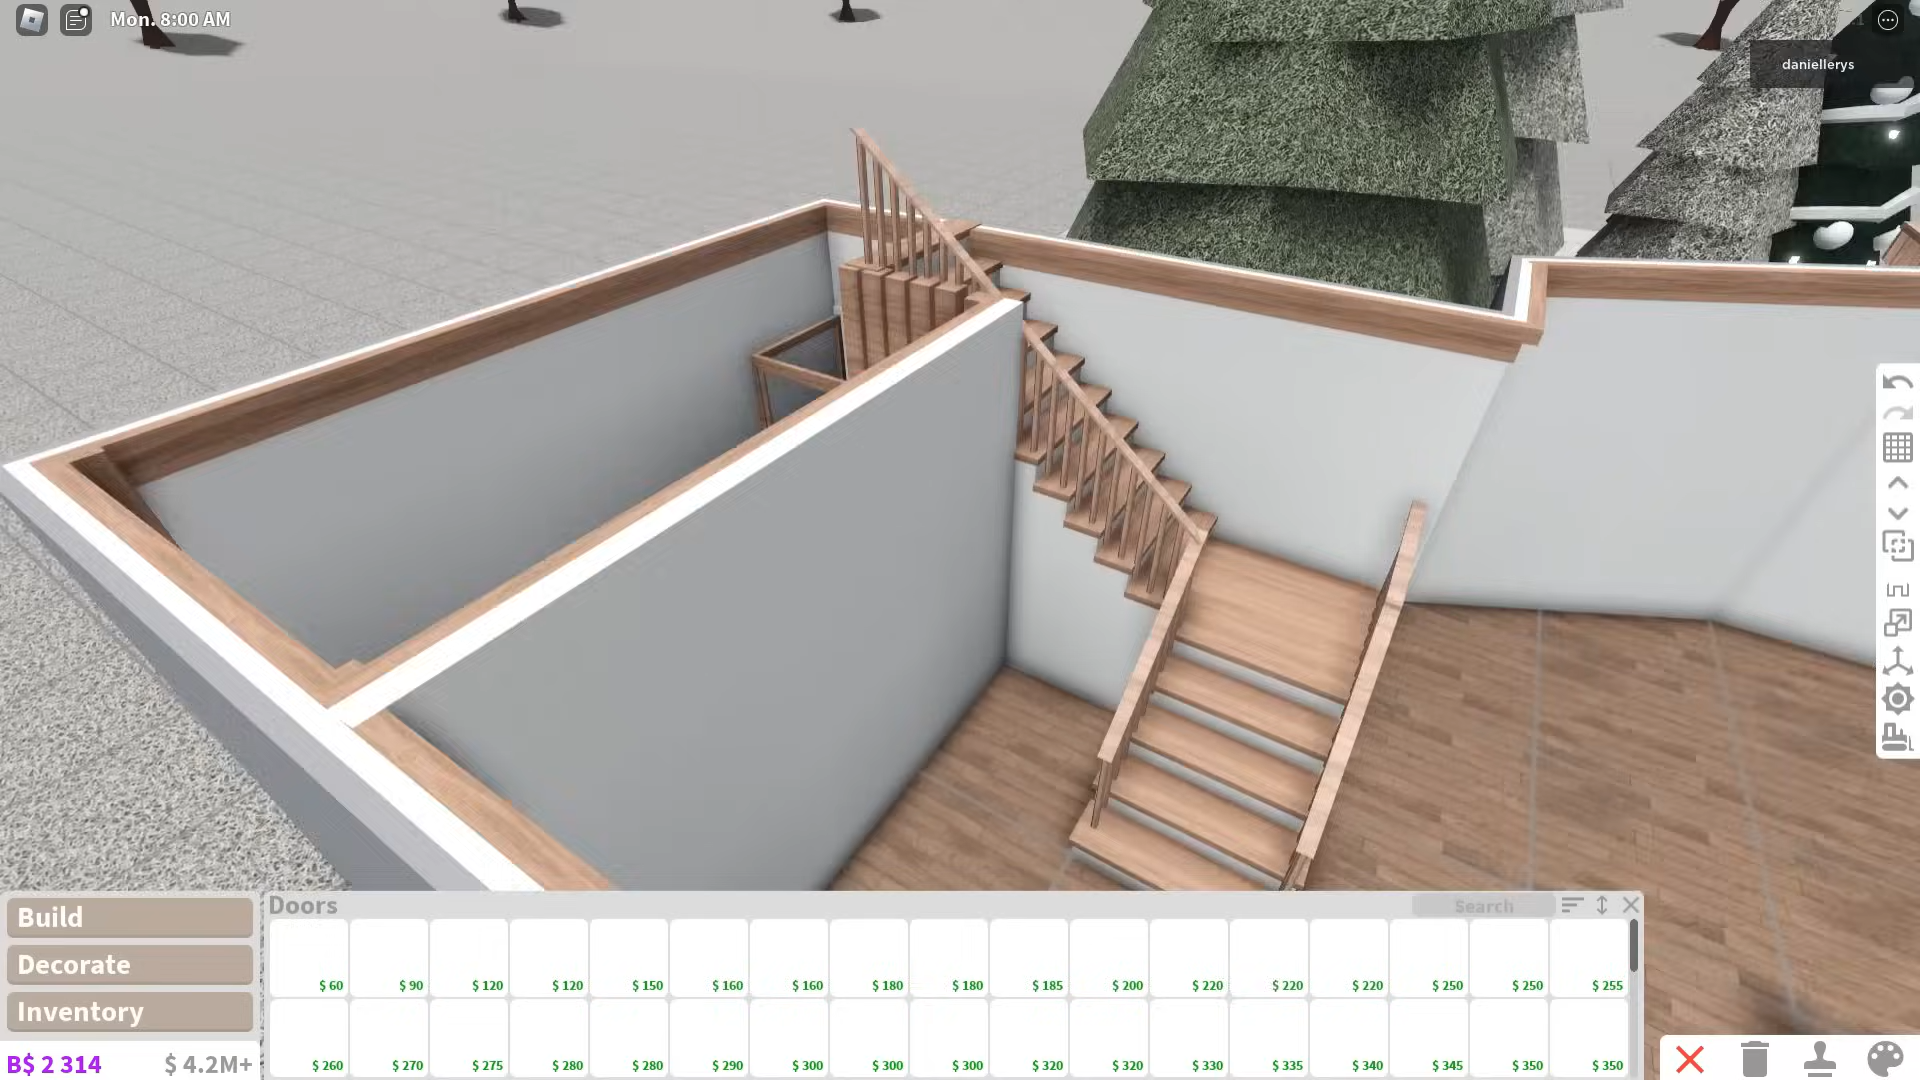 Mon. 8:00 AM
daniellerys
Build
Decorate
Inventory
B$ 2 314
$ 4.2M+
Doors
Search
$ 60 $ 90 $ 120 $ 120 $ 150 $ 160 $ 160 $ 180 $ 180 $ 185 $ 200 $ 220 $ 220 $ 220 $ 250 $ 250 $ 255
$ 260 $ 270 $ 275 $ 280 $ 280 $ 290 $ 300 $ 300 $ 300 $ 320 $ 320 $ 330 $ 335 $ 340 $ 345 $ 350 $ 350